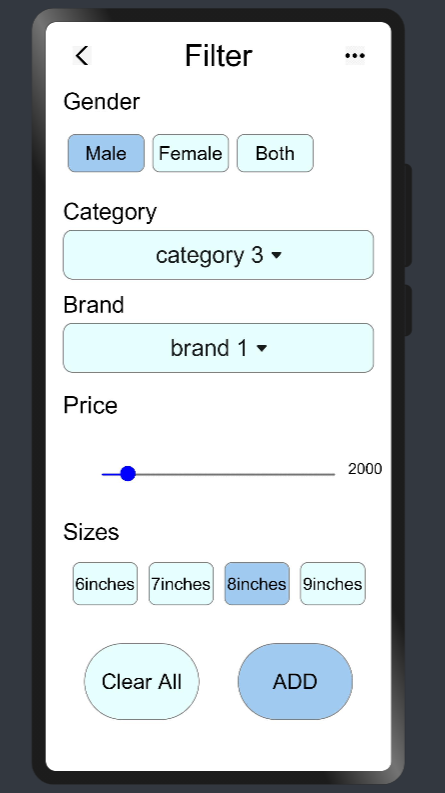 Filter
Gender
Male Female Both
Category
category 3
Brand
brand 1
Price
2000
Sizes
6inches 7inches 8inches 9inches
Clear All ADD